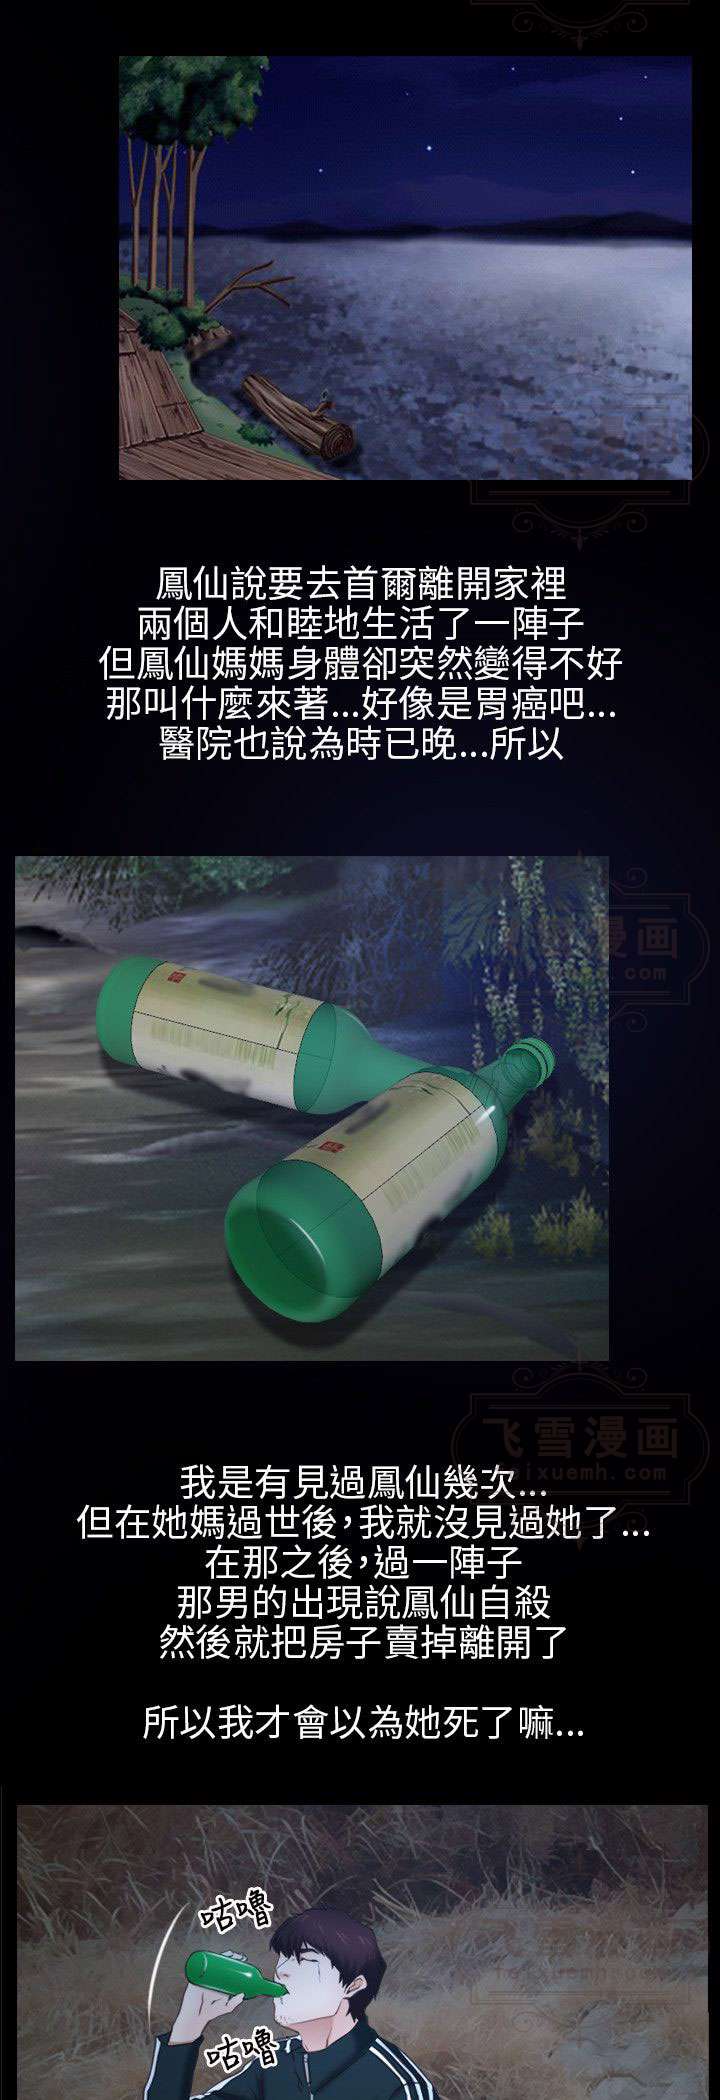 鳳仙說要去首爾離開家裡
兩個人和睦地生活了一陣子
但鳳仙媽媽身體卻突然變得不好
那叫什麼來著...好像是胃癌吧...
醫院也說為時已晚...所以
漫画
.com
飞雪漫画
feixuemh.com
我是有見過鳳仙幾次...
但在她媽過世後,我就沒見過她了...
在那之後,過一陣子
那男的出現說鳳仙自殺
然後就把房子賣掉離開了
所以我才會以為她死了嘛...
咕嚕
咕嚕